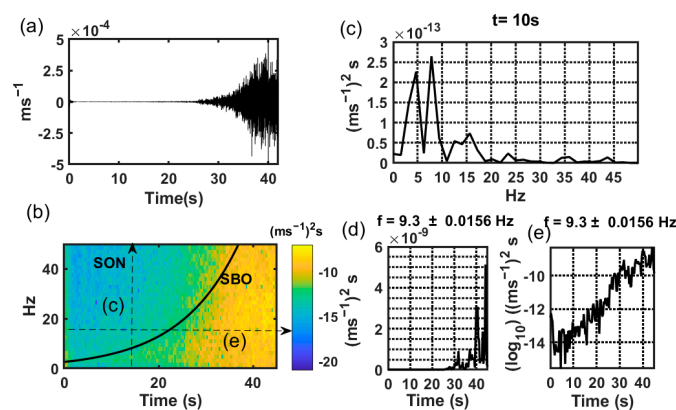 (a)
×10⁻⁴
5
2.5
0
-2.5
-5
ms⁻¹
0 10 20 30 40
Time(s)
(b)
(ms⁻¹)²s
40
20
0
Hz
SON
SBO
(c)
(e)
0 20 40
Time (s)
-10
-15
-20
(c)
t= 10s
×10⁻¹³
3
2.5
2
1.5
1
0.5
0
(ms⁻¹)² s
0 5 10 15 20 25 30 35 40 45
Hz
(d)
f = 9.3 ± 0.0156 Hz
×10⁻⁹
6
4
2
0
(ms⁻¹)² s
0 10 20 30 40
Time (s)
(e)
f = 9.3 ± 0.0156 Hz
-10
-12
-14
(log₁₀) ((ms⁻¹)² s
0 10 20 30 40
Time (s)